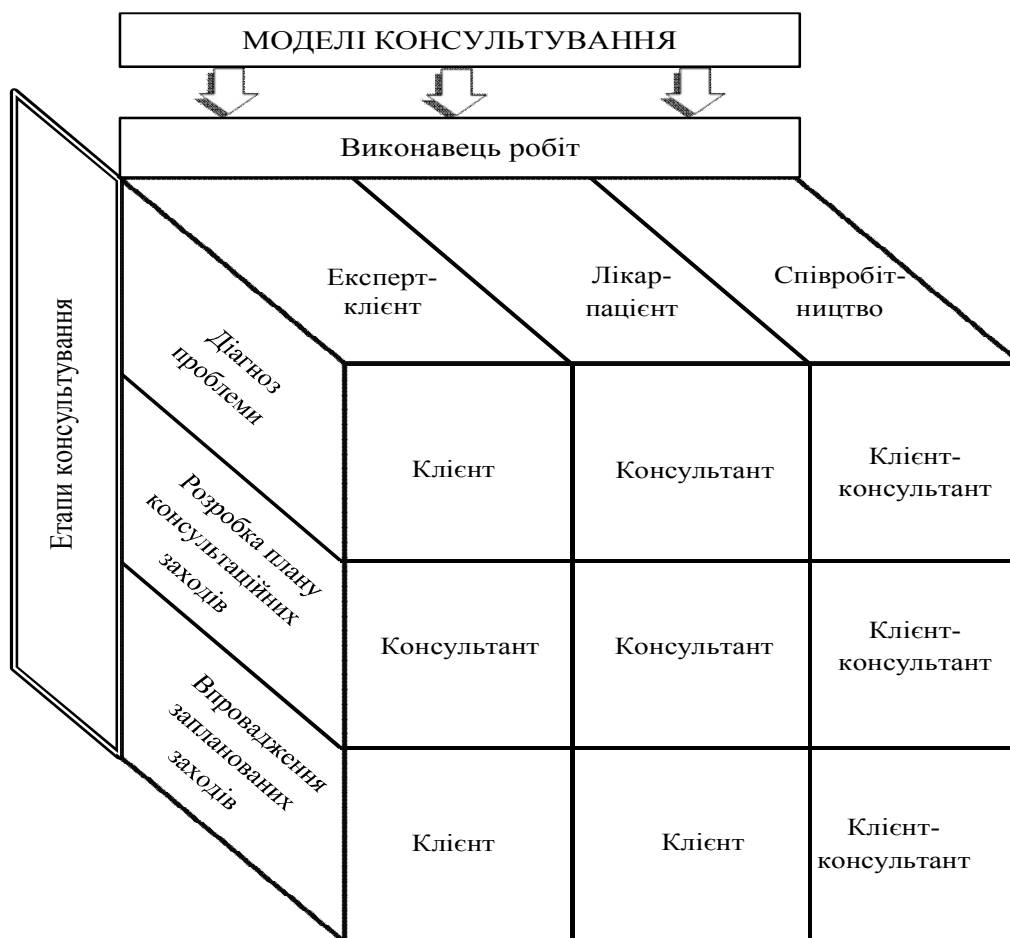 МОДЕЛІ КОНСУЛЬТУВАННЯ
Виконавець робіт
Етапи консультування
Експерт-
клієнт
Лікар-
пацієнт
Співробіт-
ництво
Діагноз
проблеми
Клієнт
Консультант
Клієнт-
консультант
Розробка плану
консультаційних
заходів
Консультант
Консультант
Клієнт-
консультант
Впровадження
запланованих
заходів
Клієнт
Клієнт
Клієнт-
консультант